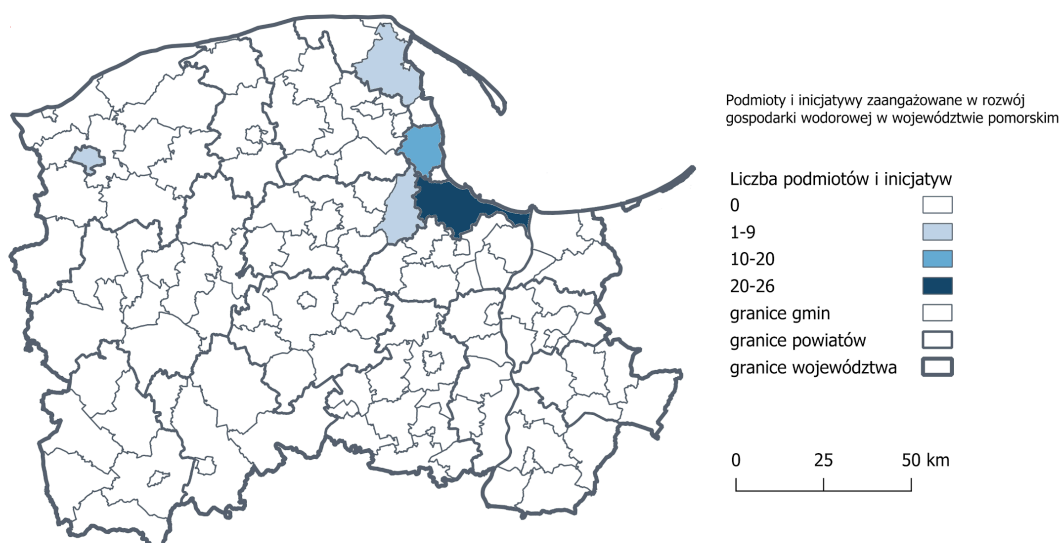 Podmioty i inicjatywy zaangażowane w rozwój
gospodarki wodorowej w województwie pomorskim
Liczba podmiotów i inicjatyw
0
1-9
10-20
20-26
granice gmin
granice powiatów
granice województwa
0 25 50 km